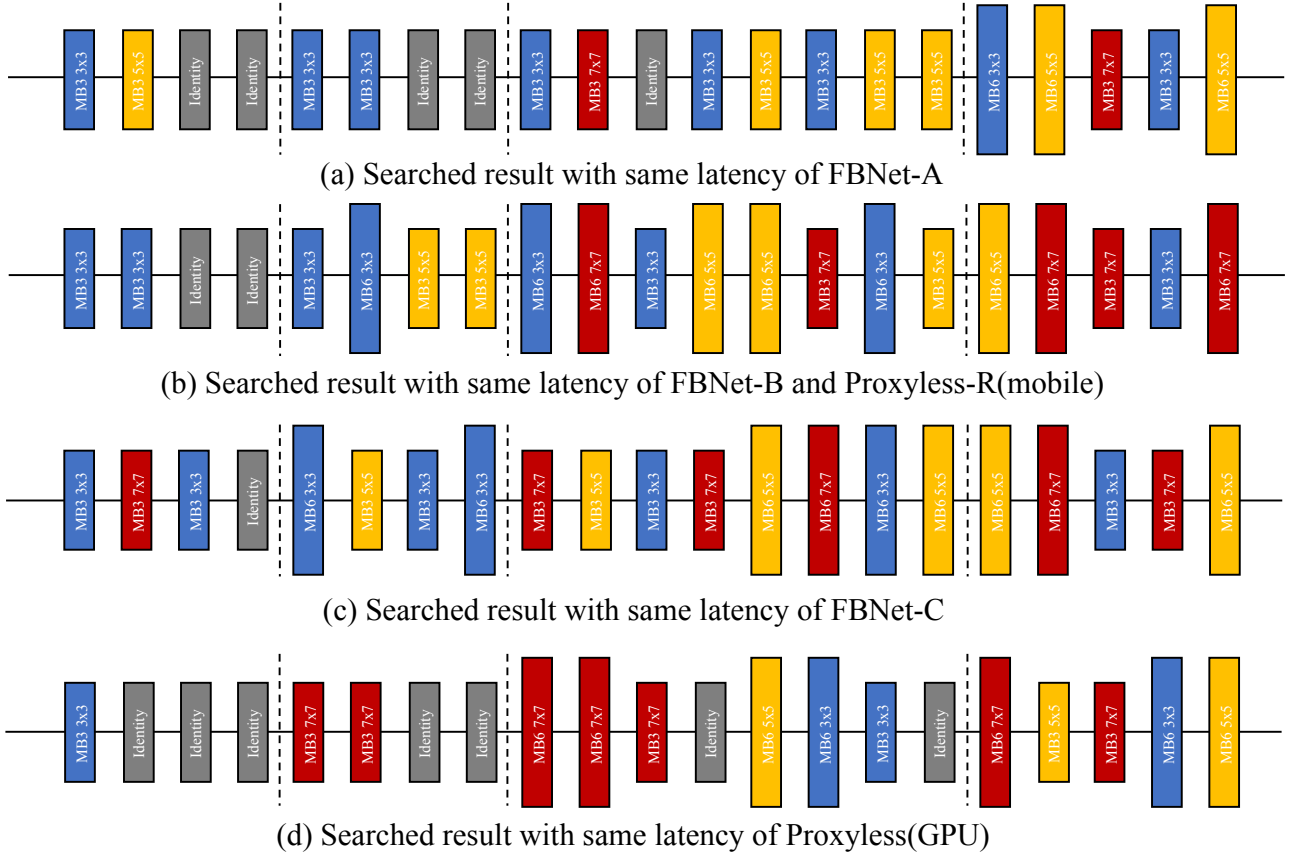 MB3 3x3
MB3 5x5
Identity
Identity
MB3 3x3
MB3 3x3
Identity
Identity
MB3 3x3
MB3 7x7
Identity
MB3 3x3
MB3 5x5
MB3 3x3
MB3 5x5
MB3 5x5
MB6 3x3
MB6 5x5
MB3 7x7
MB3 3x3
MB6 5x5
(a) Searched result with same latency of FBNet-A
MB3 3x3
MB3 3x3
Identity
Identity
MB3 3x3
MB6 3x3
MB3 5x5
MB3 5x5
MB6 3x3
MB6 7x7
MB3 3x3
MB6 5x5
MB6 5x5
MB3 7x7
MB6 3x3
MB3 5x5
MB6 5x5
MB6 7x7
MB3 7x7
MB3 3x3
MB6 7x7
(b) Searched result with same latency of FBNet-B and Proxyless-R(mobile)
MB3 3x3
MB3 7x7
MB3 3x3
Identity
MB6 3x3
MB3 5x5
MB3 3x3
MB6 3x3
MB3 7x7
MB3 5x5
MB3 3x3
MB3 7x7
MB6 5x5
MB6 7x7
MB6 3x3
MB6 5x5
MB6 5x5
MB6 7x7
MB3 3x3
MB3 7x7
MB6 5x5
(c) Searched result with same latency of FBNet-C
MB3 3x3
Identity
Identity
Identity
MB3 7x7
MB3 7x7
Identity
Identity
MB6 7x7
MB6 7x7
MB3 7x7
Identity
MB6 5x5
MB6 3x3
MB3 3x3
Identity
MB6 7x7
MB3 5x5
MB3 7x7
MB6 3x3
MB6 5x5
(d) Searched result with same latency of Proxyless(GPU)